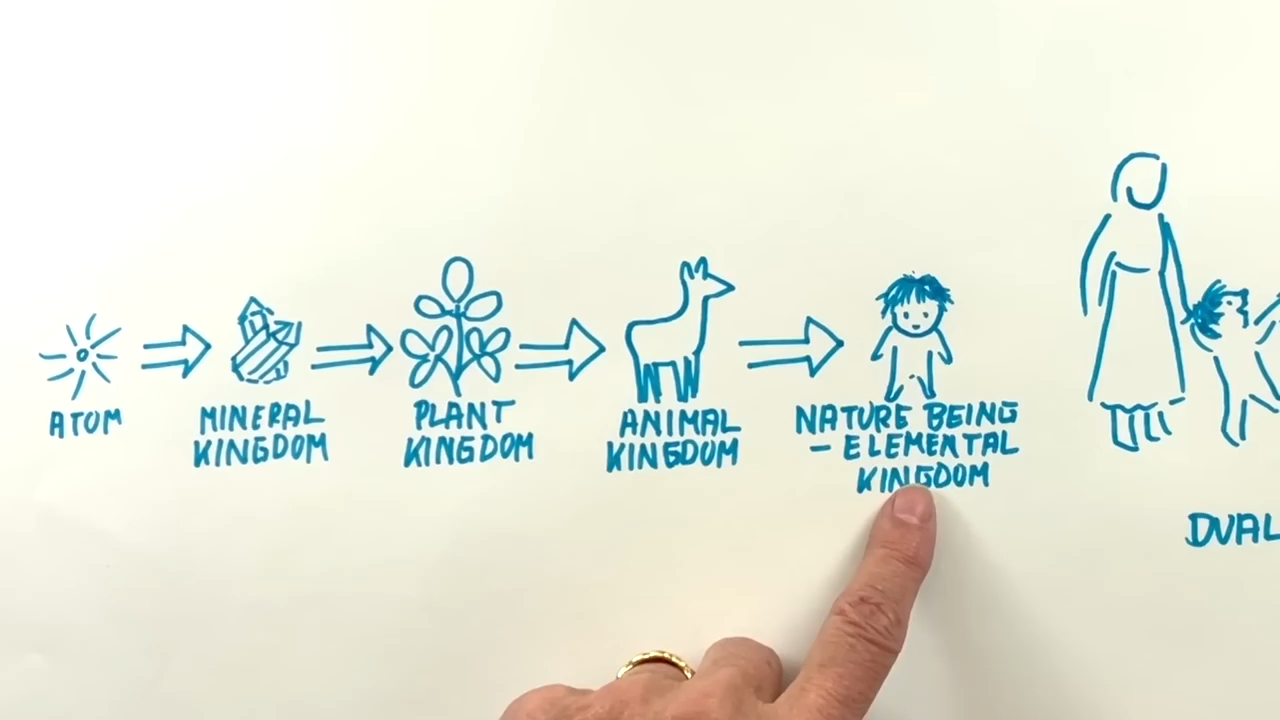 ATOM
MINERAL
KINGDOM
PLANT
KINGDOM
ANIMAL
KINGDOM
NATURE BEING
- ELEMENTAL
KINGDOM